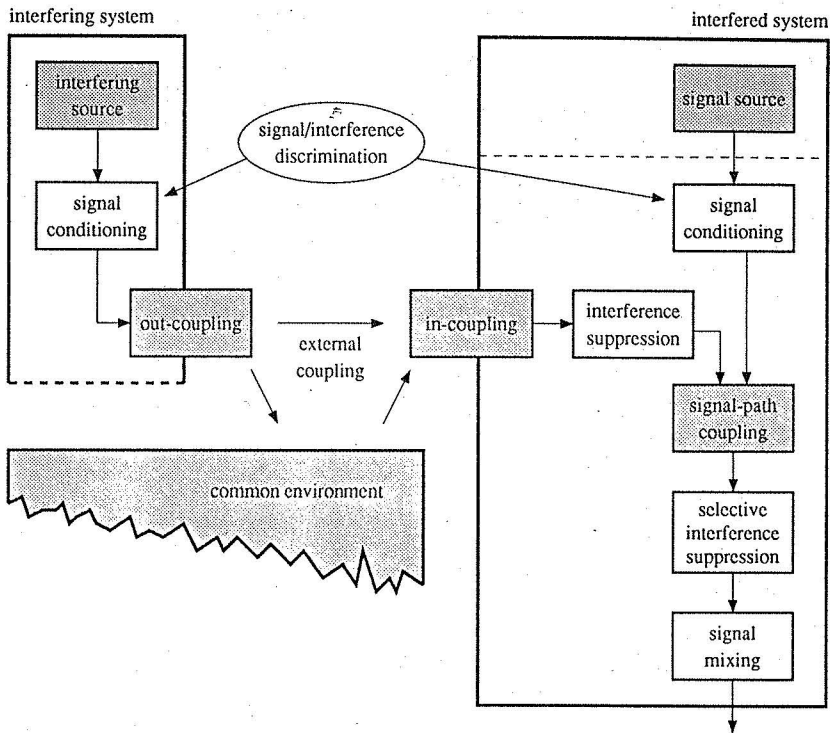 interfering system
interfered system
interfering
source
signal source
signal/interference
discrimination
signal
conditioning
signal
conditioning
out-coupling
external
coupling
in-coupling
interference
suppression
signal-path
coupling
common environment
selective
interference
suppression
signal
mixing